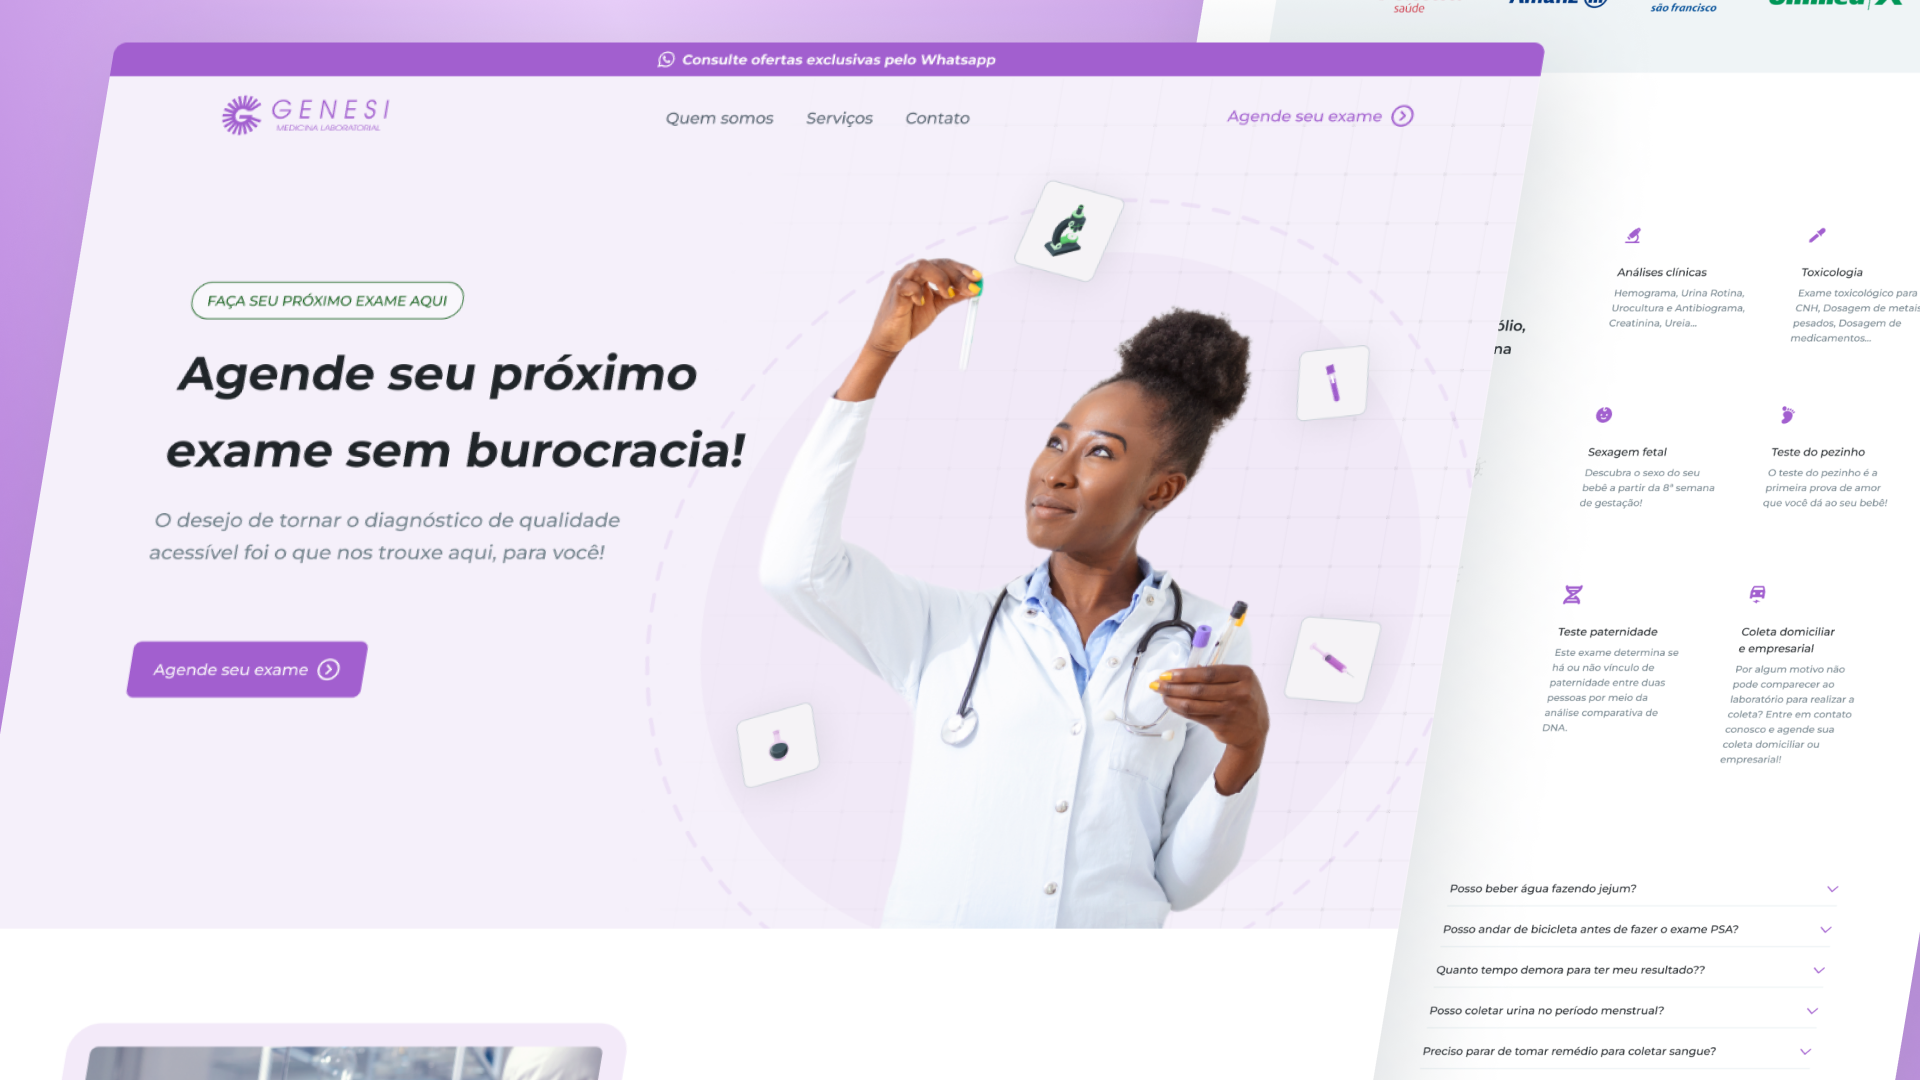 Consulte ofertas exclusivas pelo Whatsapp
GENESI
MEDICINA LABORATORIAL
Quem somos
Serviços
Contato
Agende seu exame
FAÇA SEU PRÓXIMO EXAME AQUI
Agende seu próximo
exame sem burocracia!
O desejo de tornar o diagnóstico de qualidade
acessível foi o que nos trouxe aqui, para você!
Agende seu exame
saúde
são francisco
Análises clínicas
Hemograma, Urina Rotina,
Urocultura e Antibiograma,
Creatinina, Ureia...
Toxicologia
Exame toxicológico para
CNH, Dosagem de metais
pesados, Dosagem de
medicamentos...
Sexagem fetal
Descubra o sexo do seu
bebê a partir da 8ª semana
de gestação!
Teste do pezinho
O teste do pezinho é a
primeira prova de amor
que você dá ao seu bebê!
Teste paternidade
Este exame determina se
há ou não vínculo de
paternidade entre duas
pessoas por meio da
análise comparativa de
DNA.
Coleta domiciliar
e empresarial
Por algum motivo não
pode comparecer ao
laboratório para realizar a
coleta? Entre em contato
conosco e agende sua
coleta domiciliar ou
empresarial!
Posso beber água fazendo jejum?
Posso andar de bicicleta antes de fazer o exame PSA?
Quanto tempo demora para ter meu resultado??
Posso coletar urina no período menstrual?
Preciso parar de tomar remédio para coletar sangue?